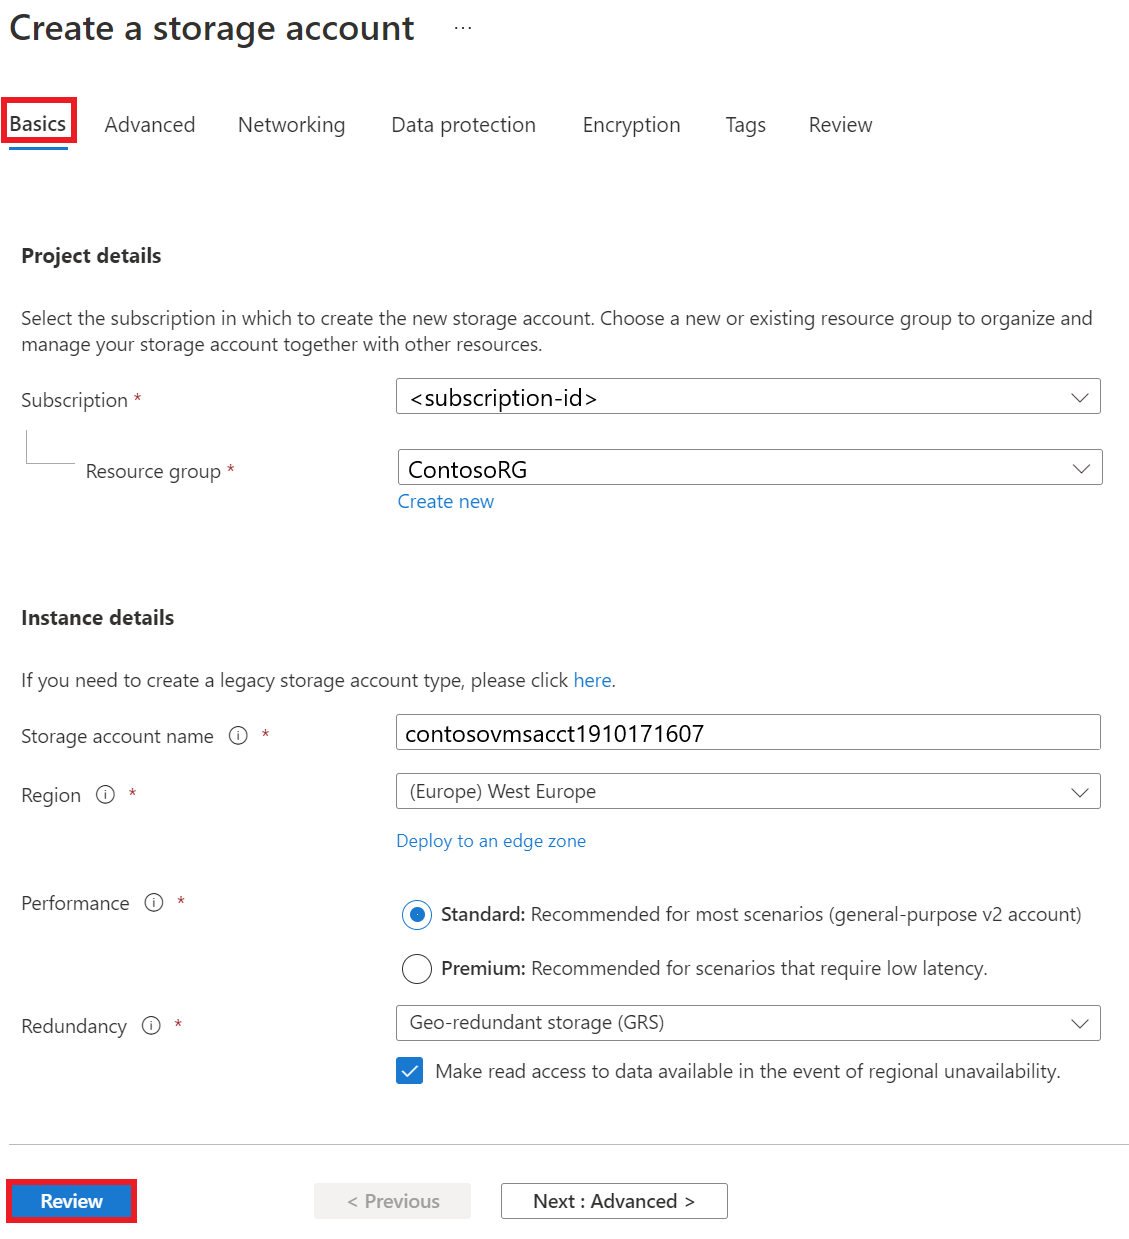 Create a storage account ...
Basics Advanced Networking Data protection Encryption Tags Review
Project details
Select the subscription in which to create the new storage account. Choose a new or existing resource group to organize and
manage your storage account together with other resources.
Subscription * <subscription-id>
Resource group * ContosoRG
Create new
Instance details
If you need to create a legacy storage account type, please click here.
Storage account name * contosovmsacct1910171607
Region * (Europe) West Europe
Deploy to an edge zone
Performance * Standard: Recommended for most scenarios (general-purpose v2 account)
Premium: Recommended for scenarios that require low latency.
Redundancy * Geo-redundant storage (GRS)
Make read access to data available in the event of regional unavailability.
Review < Previous Next : Advanced >